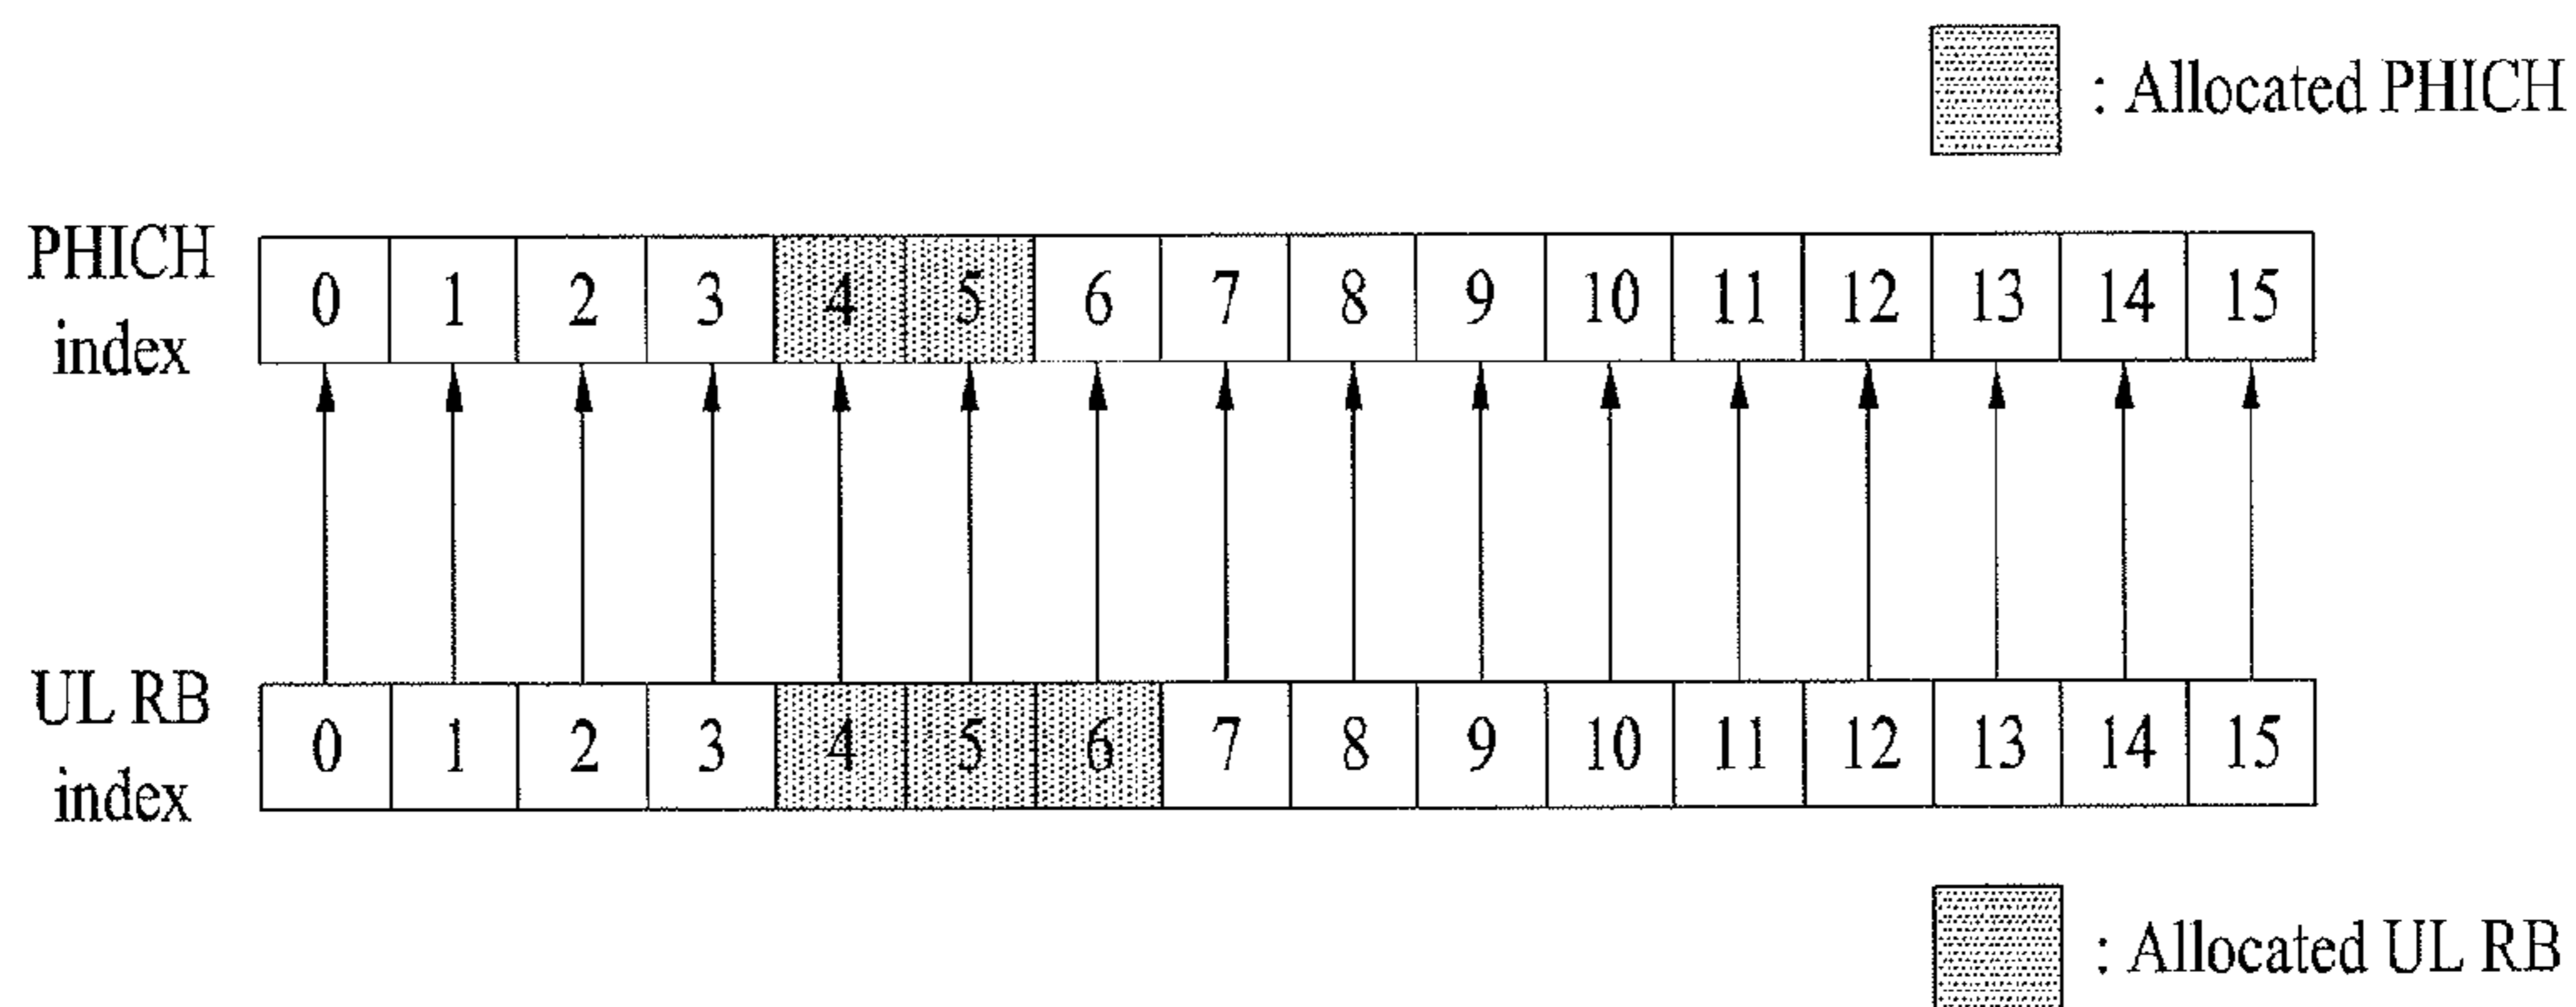 : Allocated PHICH
PHICH
index
0 1 2 3 4 5 6 7 8 9 10 11 12 13 14 15
UL RB
index
0 1 2 3 4 5 6 7 8 9 10 11 12 13 14 15
: Allocated UL RB